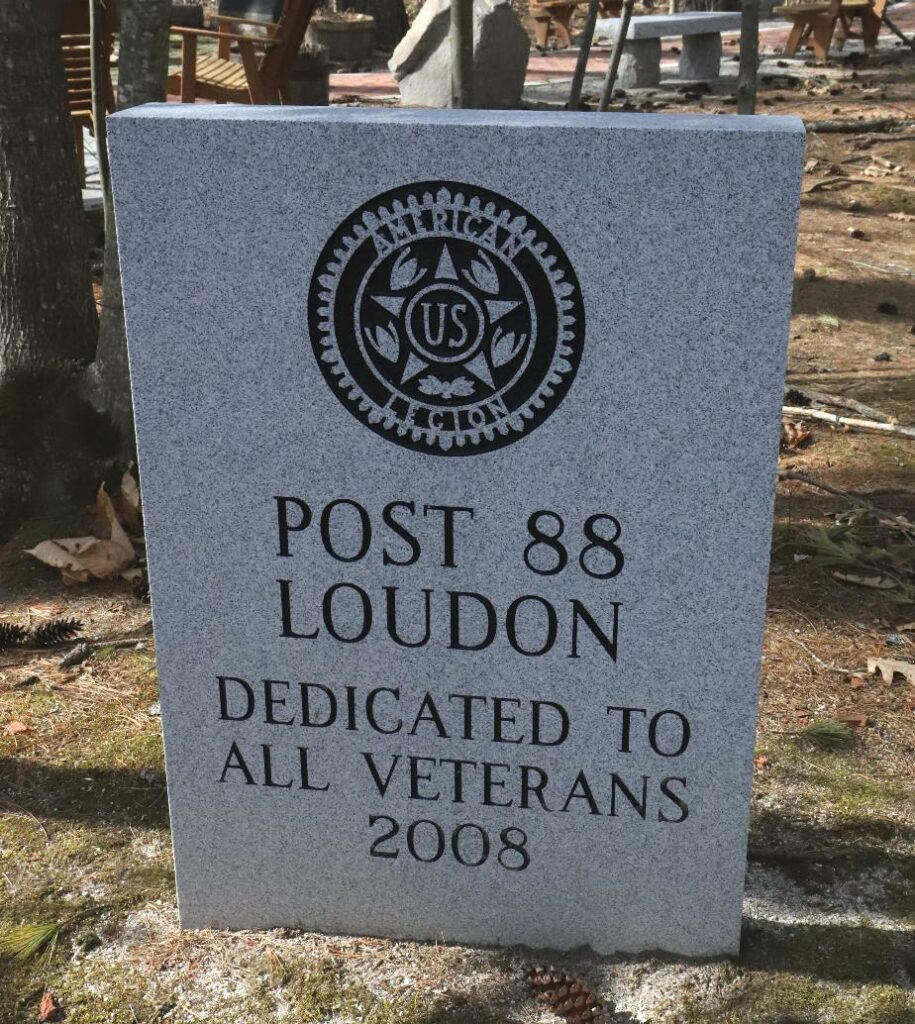 AMERICAN
US
LEGION
POST 88
LOUDON
DEDICATED TO
ALL VETERANS
2008